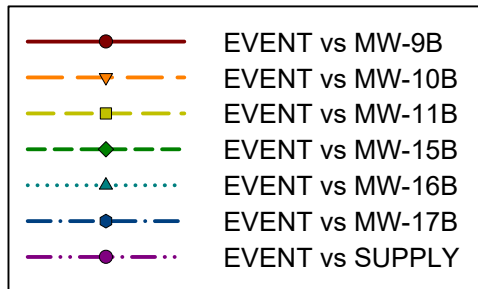 EVENT vs MW-9B
EVENT vs MW-10B
EVENT vs MW-11B
EVENT vs MW-15B
EVENT vs MW-16B
EVENT vs MW-17B
EVENT vs SUPPLY